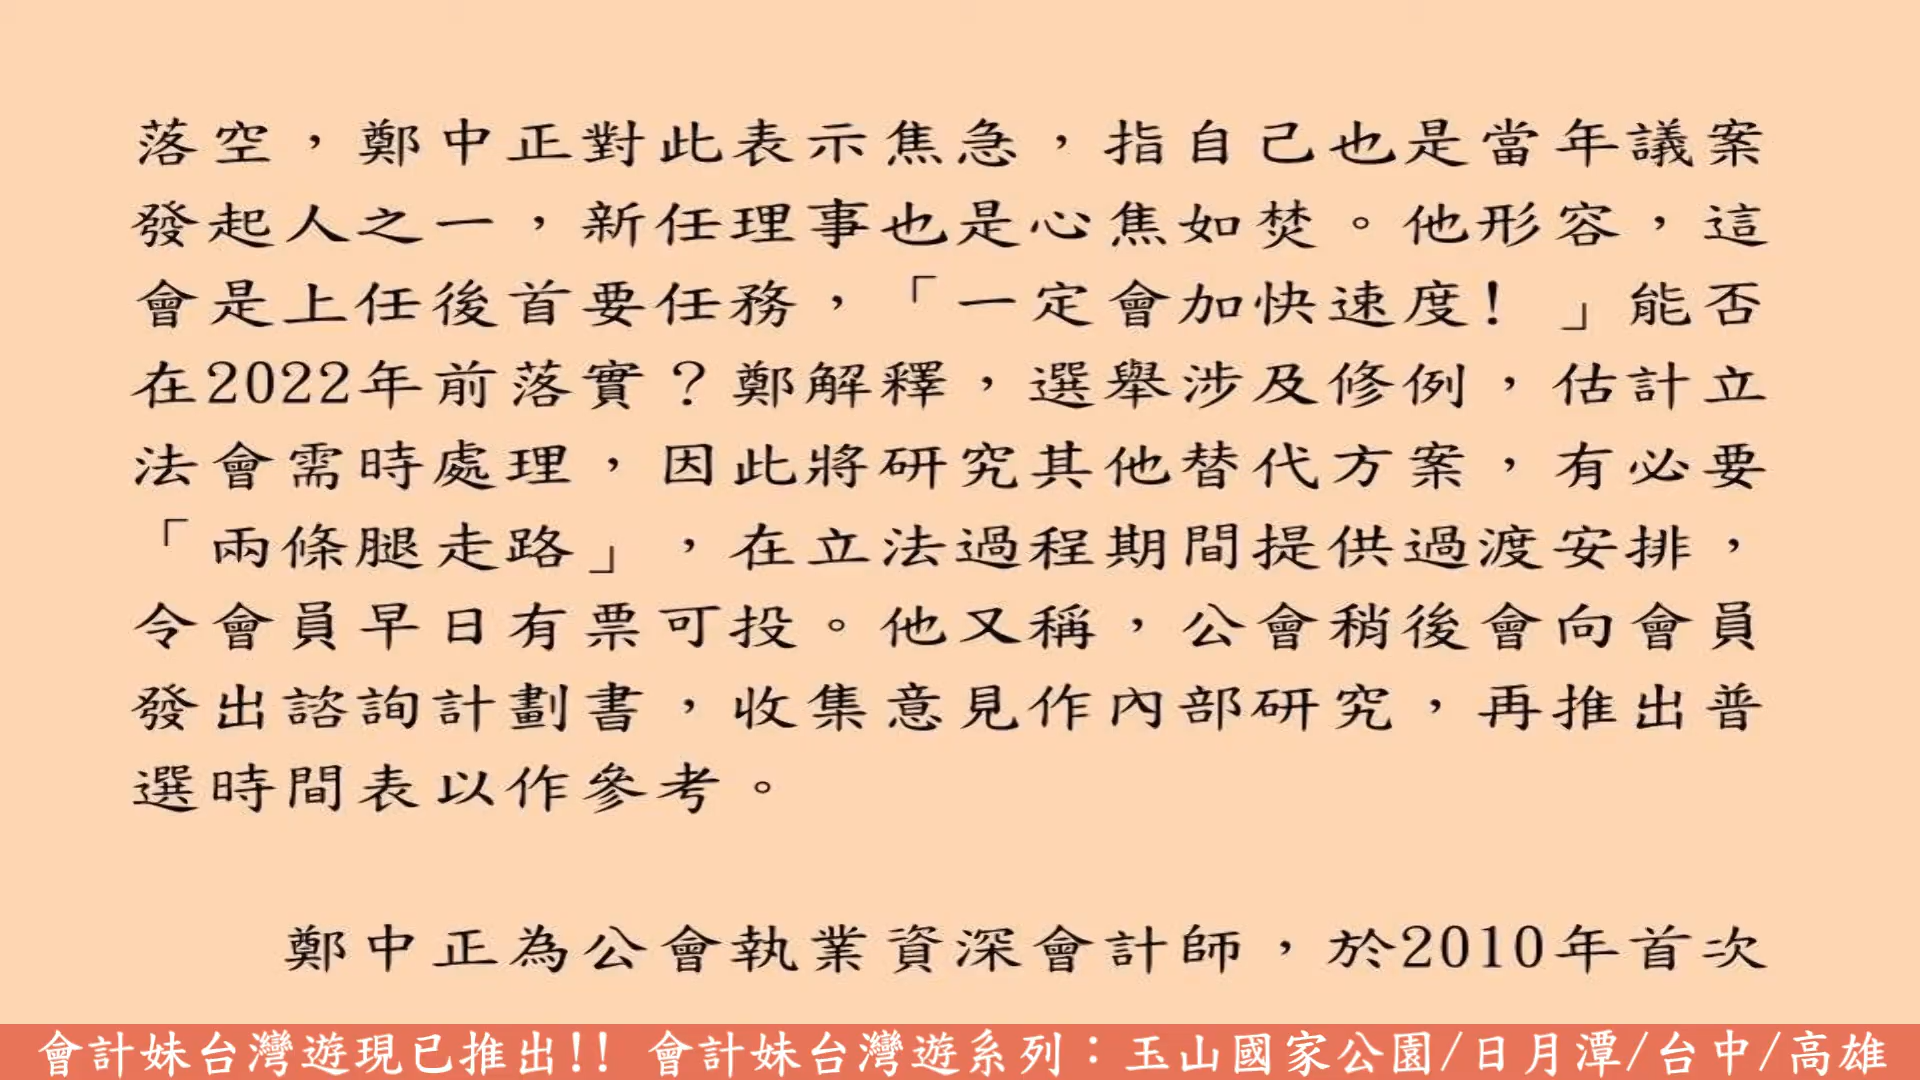 落空，鄭中正對此表示焦急，指自己也是當年議案
發起人之一，新任理事也是心焦如焚。他形容，這
會是上任後首要任務，「一定會加快速度！」能否
在2022年前落實？鄭解釋，選舉涉及修例，估計立
法會需時處理，因此將研究其他替代方案，有必要
「兩條腿走路」，在立法過程期間提供過渡安排，
令會員早日有票可投。他又稱，公會稍後會向會員
發出諮詢計劃書，收集意見作內部研究，再推出普
選時間表以作參考。
鄭中正為公會執業資深會計師，於2010年首次
會計妹台灣遊現已推出!! 會計妹台灣遊系列：玉山國家公園/日月潭/台中/高雄